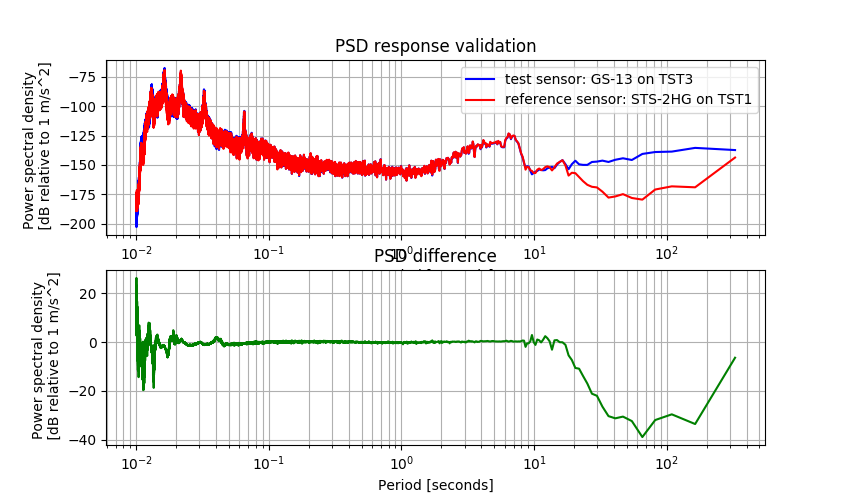 PSD response validation
Power spectral density
[dB relative to 1 m/s^2]
−75
−100
−125
−150
−175
−200
test sensor: GS-13 on TST3
reference sensor: STS-2HG on TST1
10−2
10−1
100
101
102
PSD difference
Power spectral density
[dB relative to 1 m/s^2]
20
0
−20
−40
10−2
10−1
100
101
102
Period [seconds]